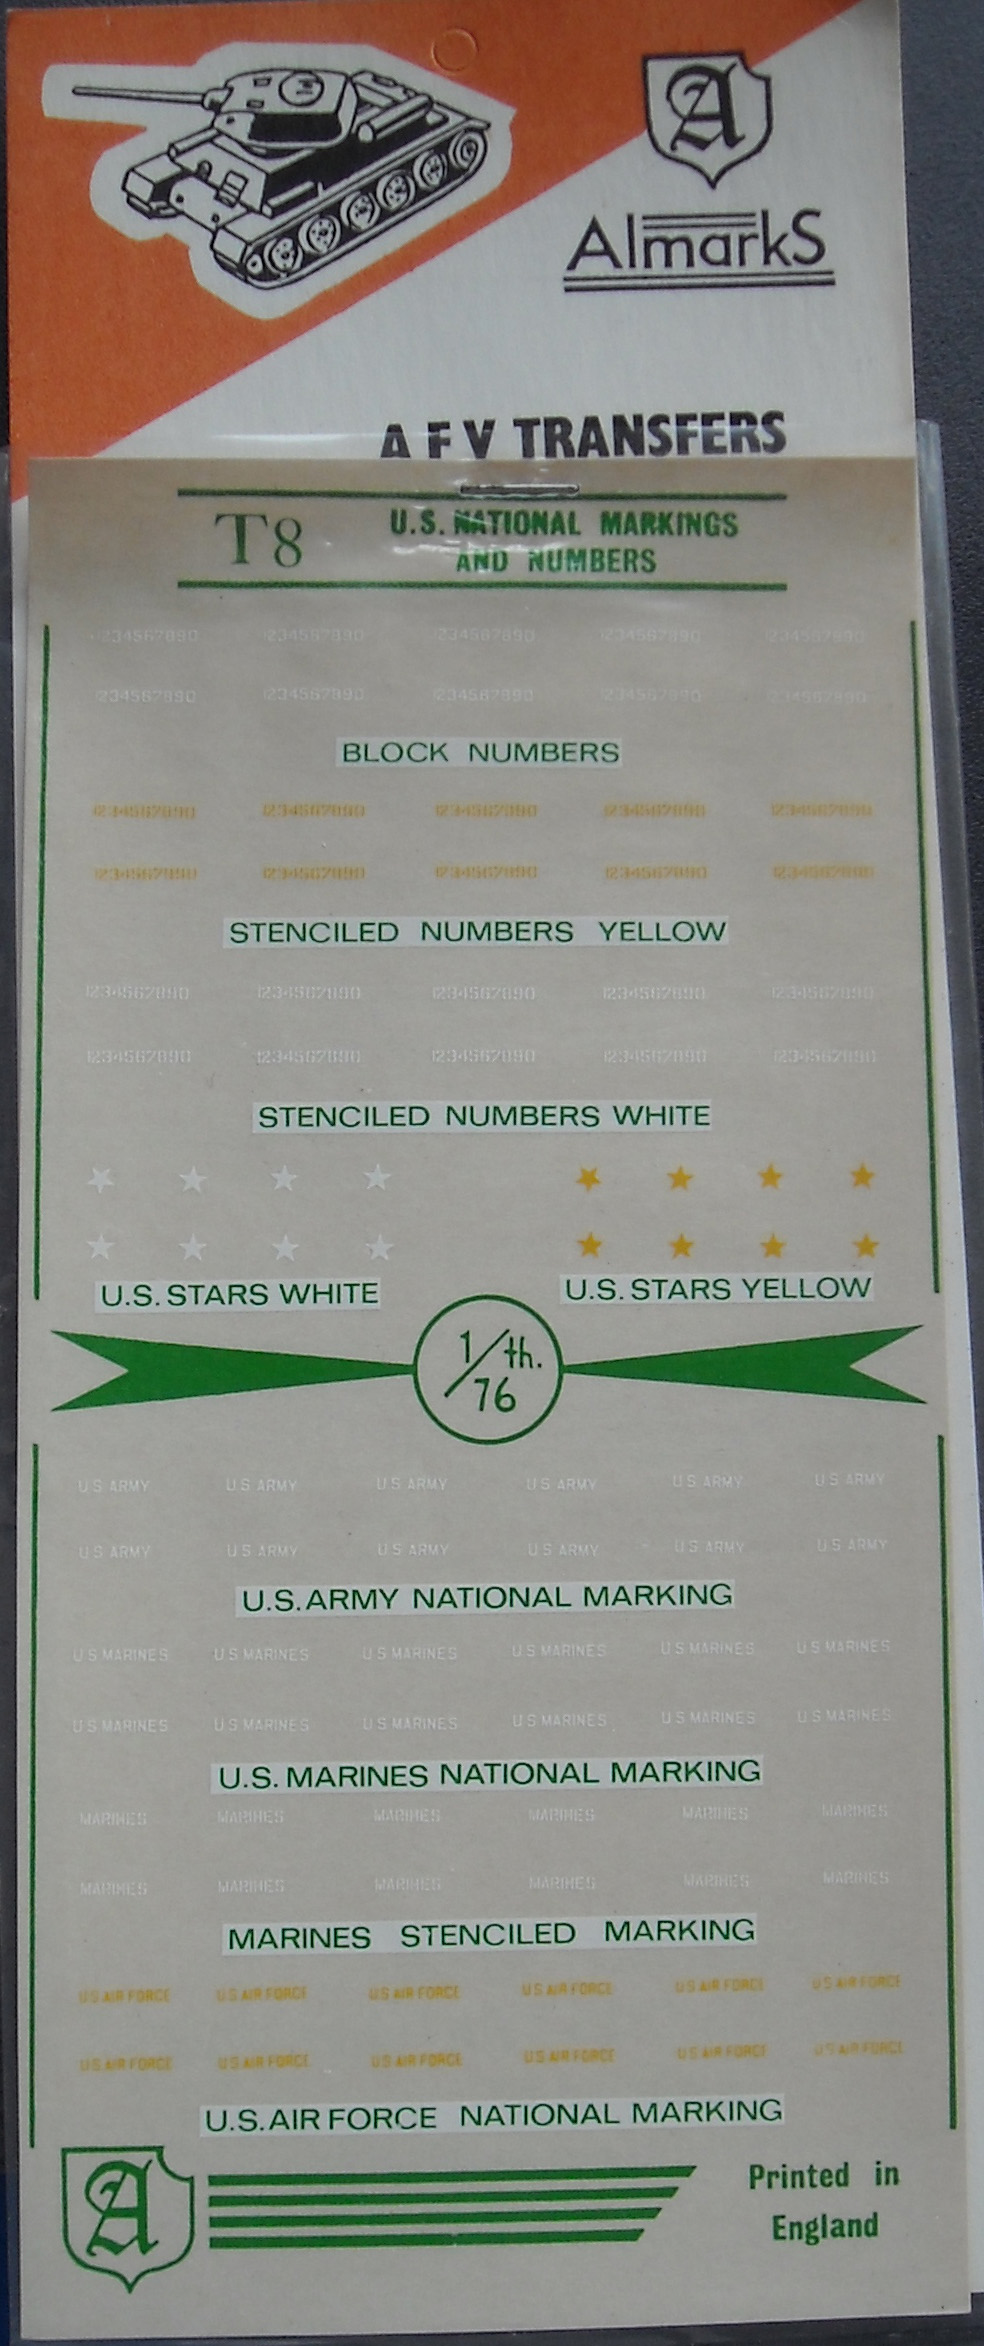 A
AlmarkS
A F V TRANSFERS
T8
U.S. NATIONAL MARKINGS
AND NUMBERS
1234567890 1234567890 1234567890 1234567890 1234567890
1234567890 1234567890 1234567890 1234567890 1234567890
BLOCK NUMBERS
1234567890 1234567890 1234567890 1234567890 1234567890
1234567890 1234567890 1234567890 1234567890 1234567890
STENCILED NUMBERS YELLOW
1234567890 1234567890 1234567890 1234567890 1234567890
1234567890 1234567890 1234567890 1234567890 1234567890
STENCILED NUMBERS WHITE
U.S. STARS WHITE
U.S. STARS YELLOW
1/th.
76
U S ARMY U S ARMY U S ARMY U S ARMY U S ARMY U S ARMY
U S ARMY U S ARMY U S ARMY U S ARMY U S ARMY U S ARMY
U.S. ARMY NATIONAL MARKING
U S MARINES U S MARINES U S MARINES U S MARINES U S MARINES U S MARINES
U S MARINES U S MARINES U S MARINES U S MARINES U S MARINES U S MARINES
U.S. MARINES NATIONAL MARKING
MARINES MARINES MARINES MARINES MARINES MARINES
MARINES MARINES MARINES MARINES MARINES MARINES
MARINES STENCILED MARKING
U S AIR FORCE U S AIR FORCE U S AIR FORCE U S AIR FORCE U S AIR FORCE U S AIR FORCE
U S AIR FORCE U S AIR FORCE U S AIR FORCE U S AIR FORCE U S AIR FORCE U S AIR FORCE
U.S. AIR FORCE NATIONAL MARKING
A
Printed in
England